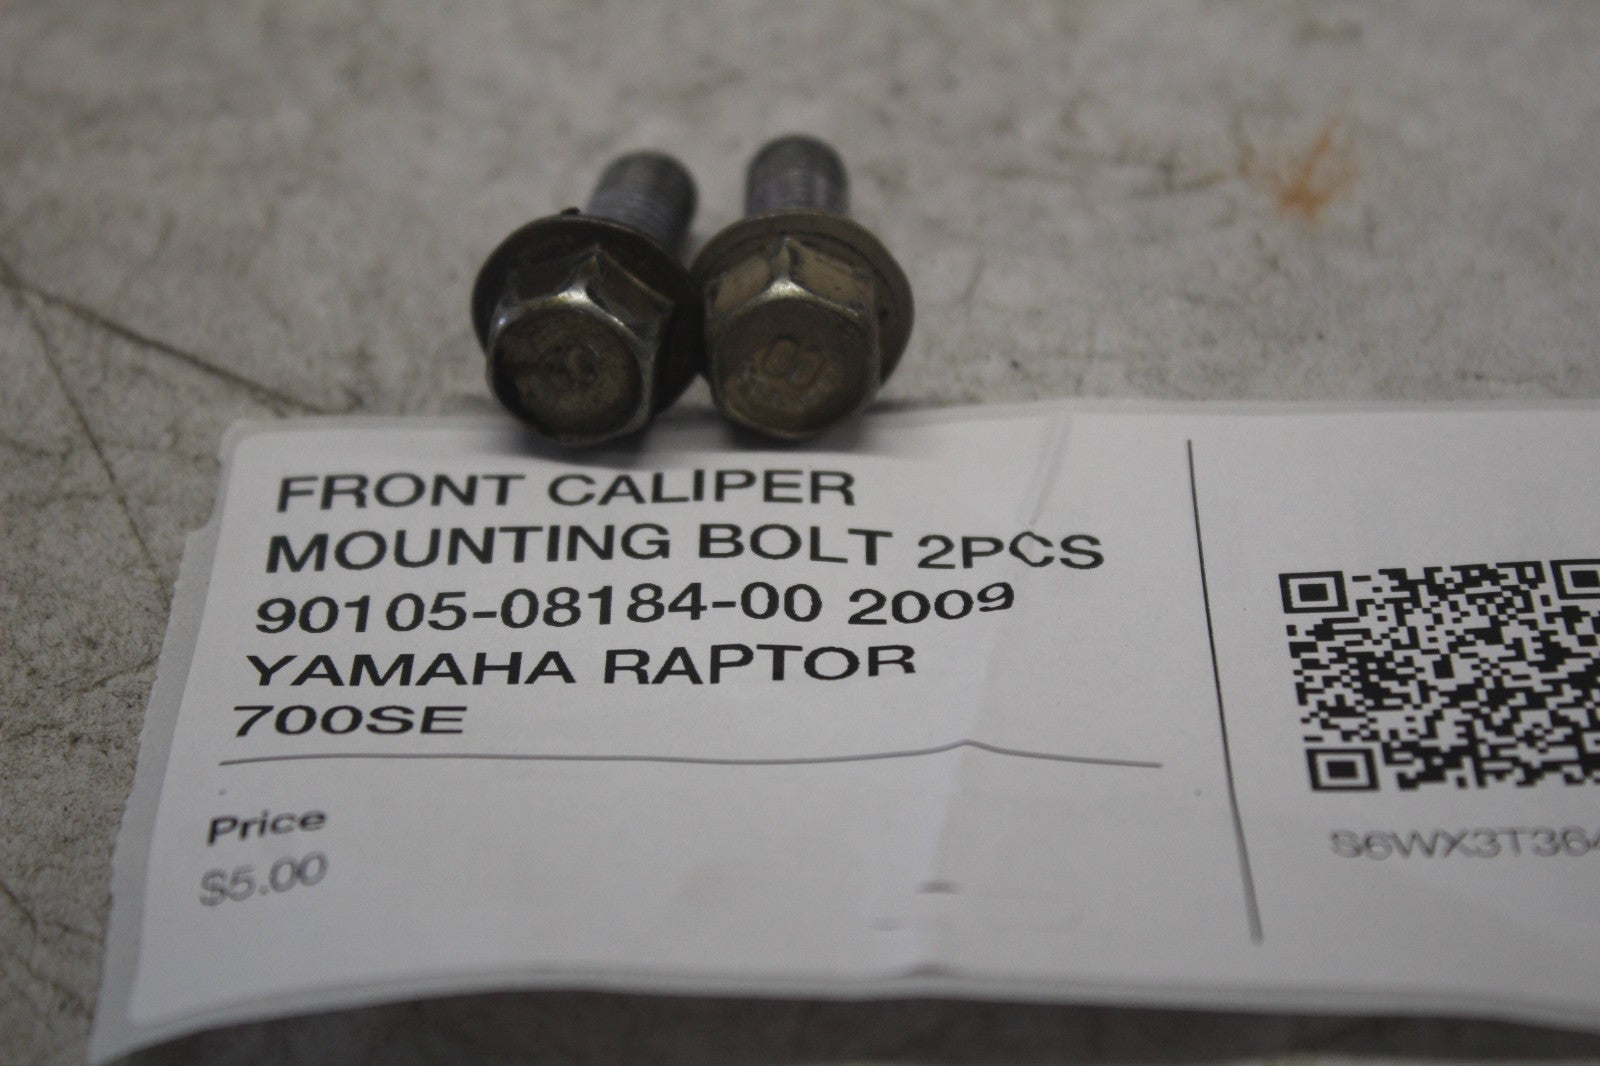 FRONT CALIPER
MOUNTING BOLT 2PCS
90105-08184-00 2009
YAMAHA RAPTOR
700SE
Price
$5.00